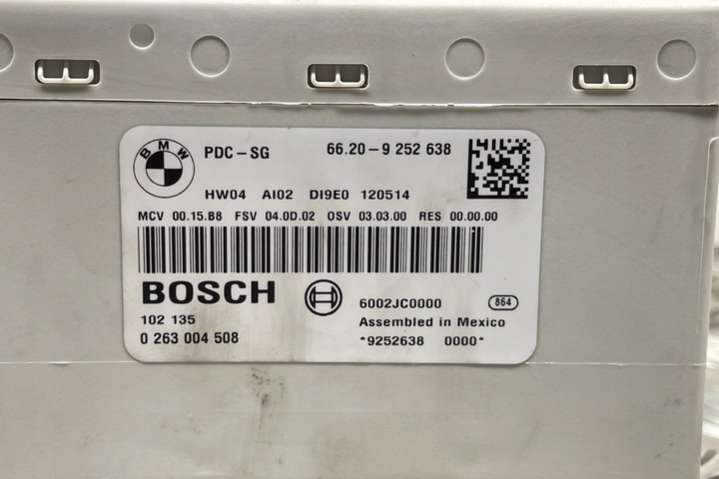 BMW
PDC-SG 66.20-9 252 638
HW04 AI02 DI9E0 120514
MCV 00.15.B8 FSV 04.0D.02 OSV 03.03.00 RES 00.00.00
BOSCH
6002JC0000 864
102 135 Assembled in Mexico
0 263 004 508 *9252638 0000*